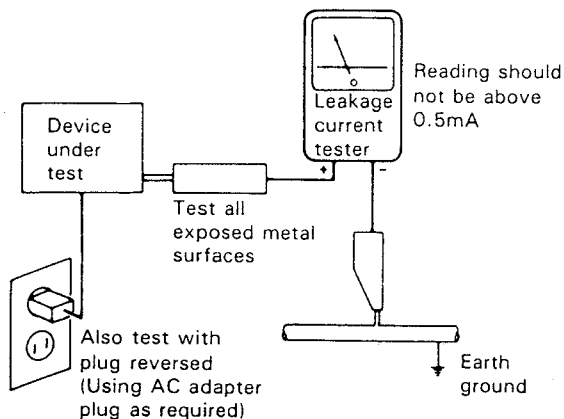 Device
under
test
Leakage
current
tester
+
-
Reading should
not be above
0.5mA
Test all
exposed metal
surfaces
Also test with
plug reversed
(Using AC adapter
plug as required)
Earth
ground